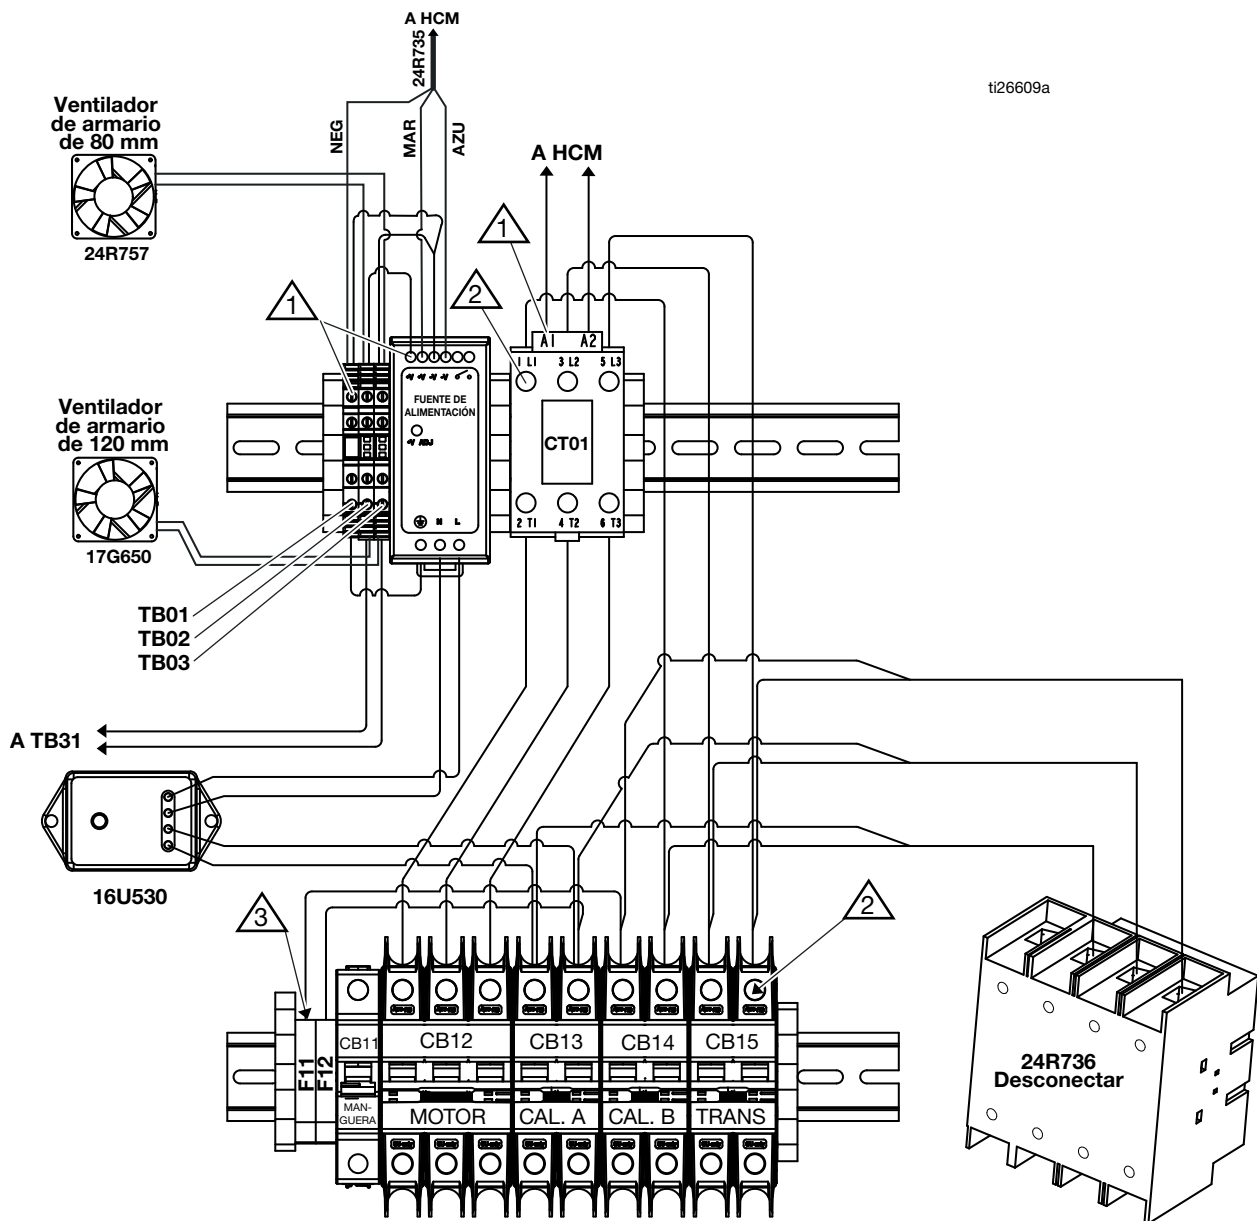 A HCM
24R735
ti26609a
Ventilador
de armario
de 80 mm
24R757
NEG
MAR
AZU
A HCM
1
1
2
A1 A2
1 L1 3 L2 5 L3
FUENTE DE
ALIMENTACIÓN
+V ADJ
CT01
N L
2 T1 4 T2 6 T3
Ventilador
de armario
de 120 mm
17G650
TB01
TB02
TB03
A TB31
16U530
3
2
F11
F12
CB11
CB12
CB13
CB14
CB15
MAN-
GUERA
MOTOR
CAL. A
CAL. B
TRANS
24R736
Desconectar